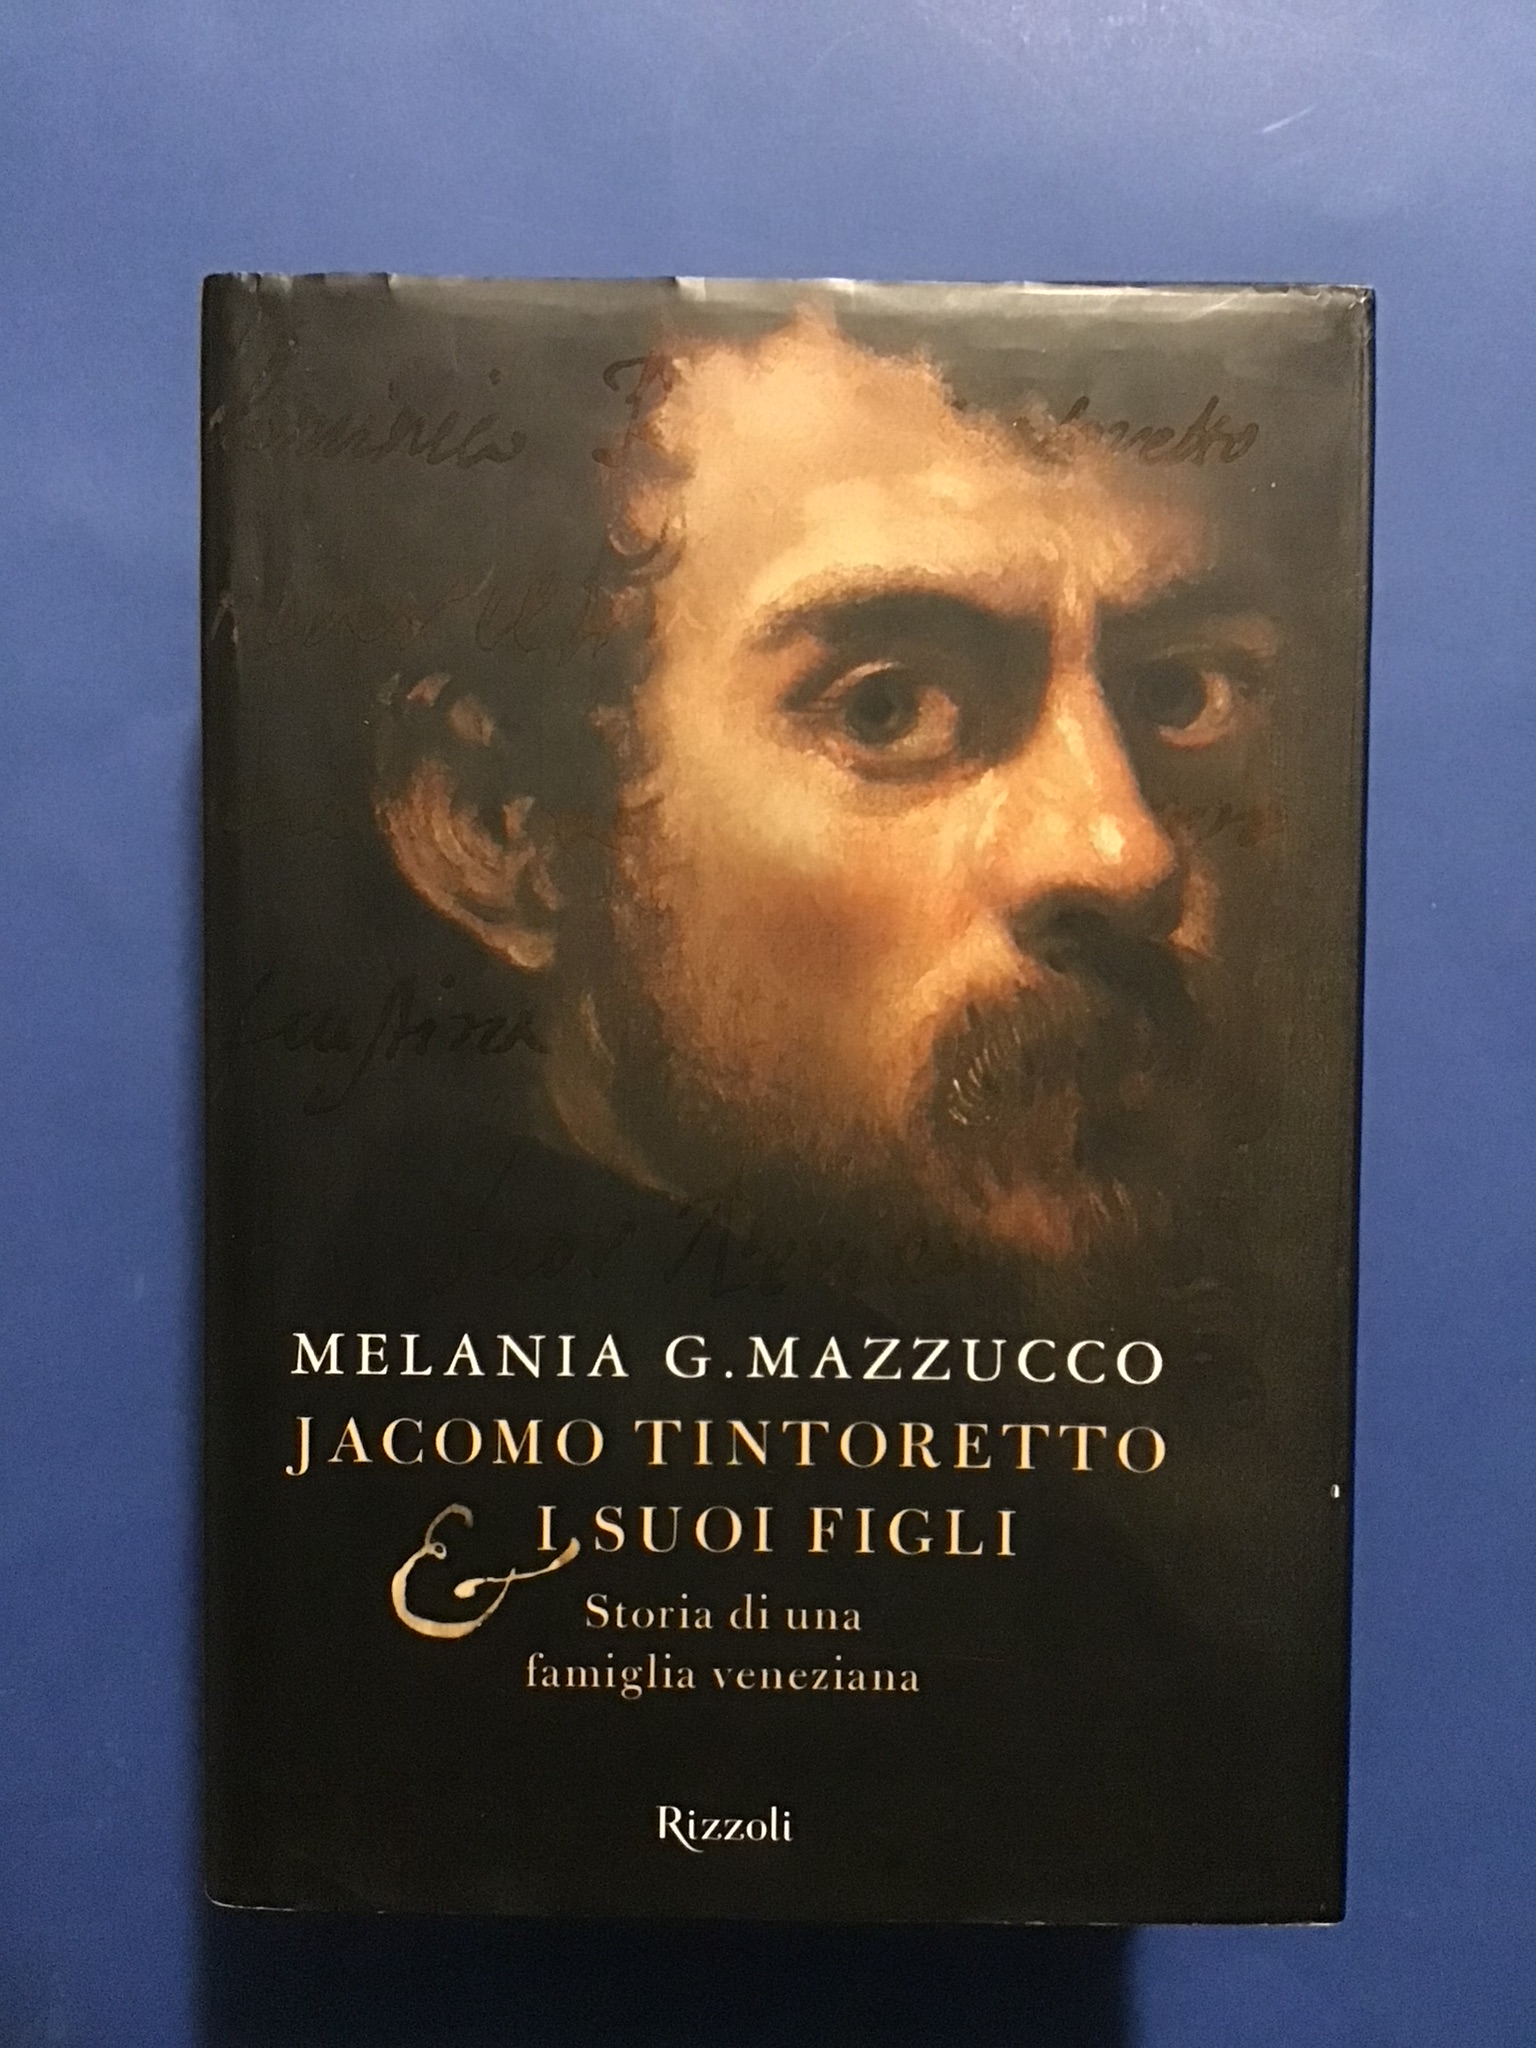 MELANIA G. MAZZUCCO
JACOMO TINTORETTO
& I SUOI FIGLI
Storia di una
famiglia veneziana
Rizzoli